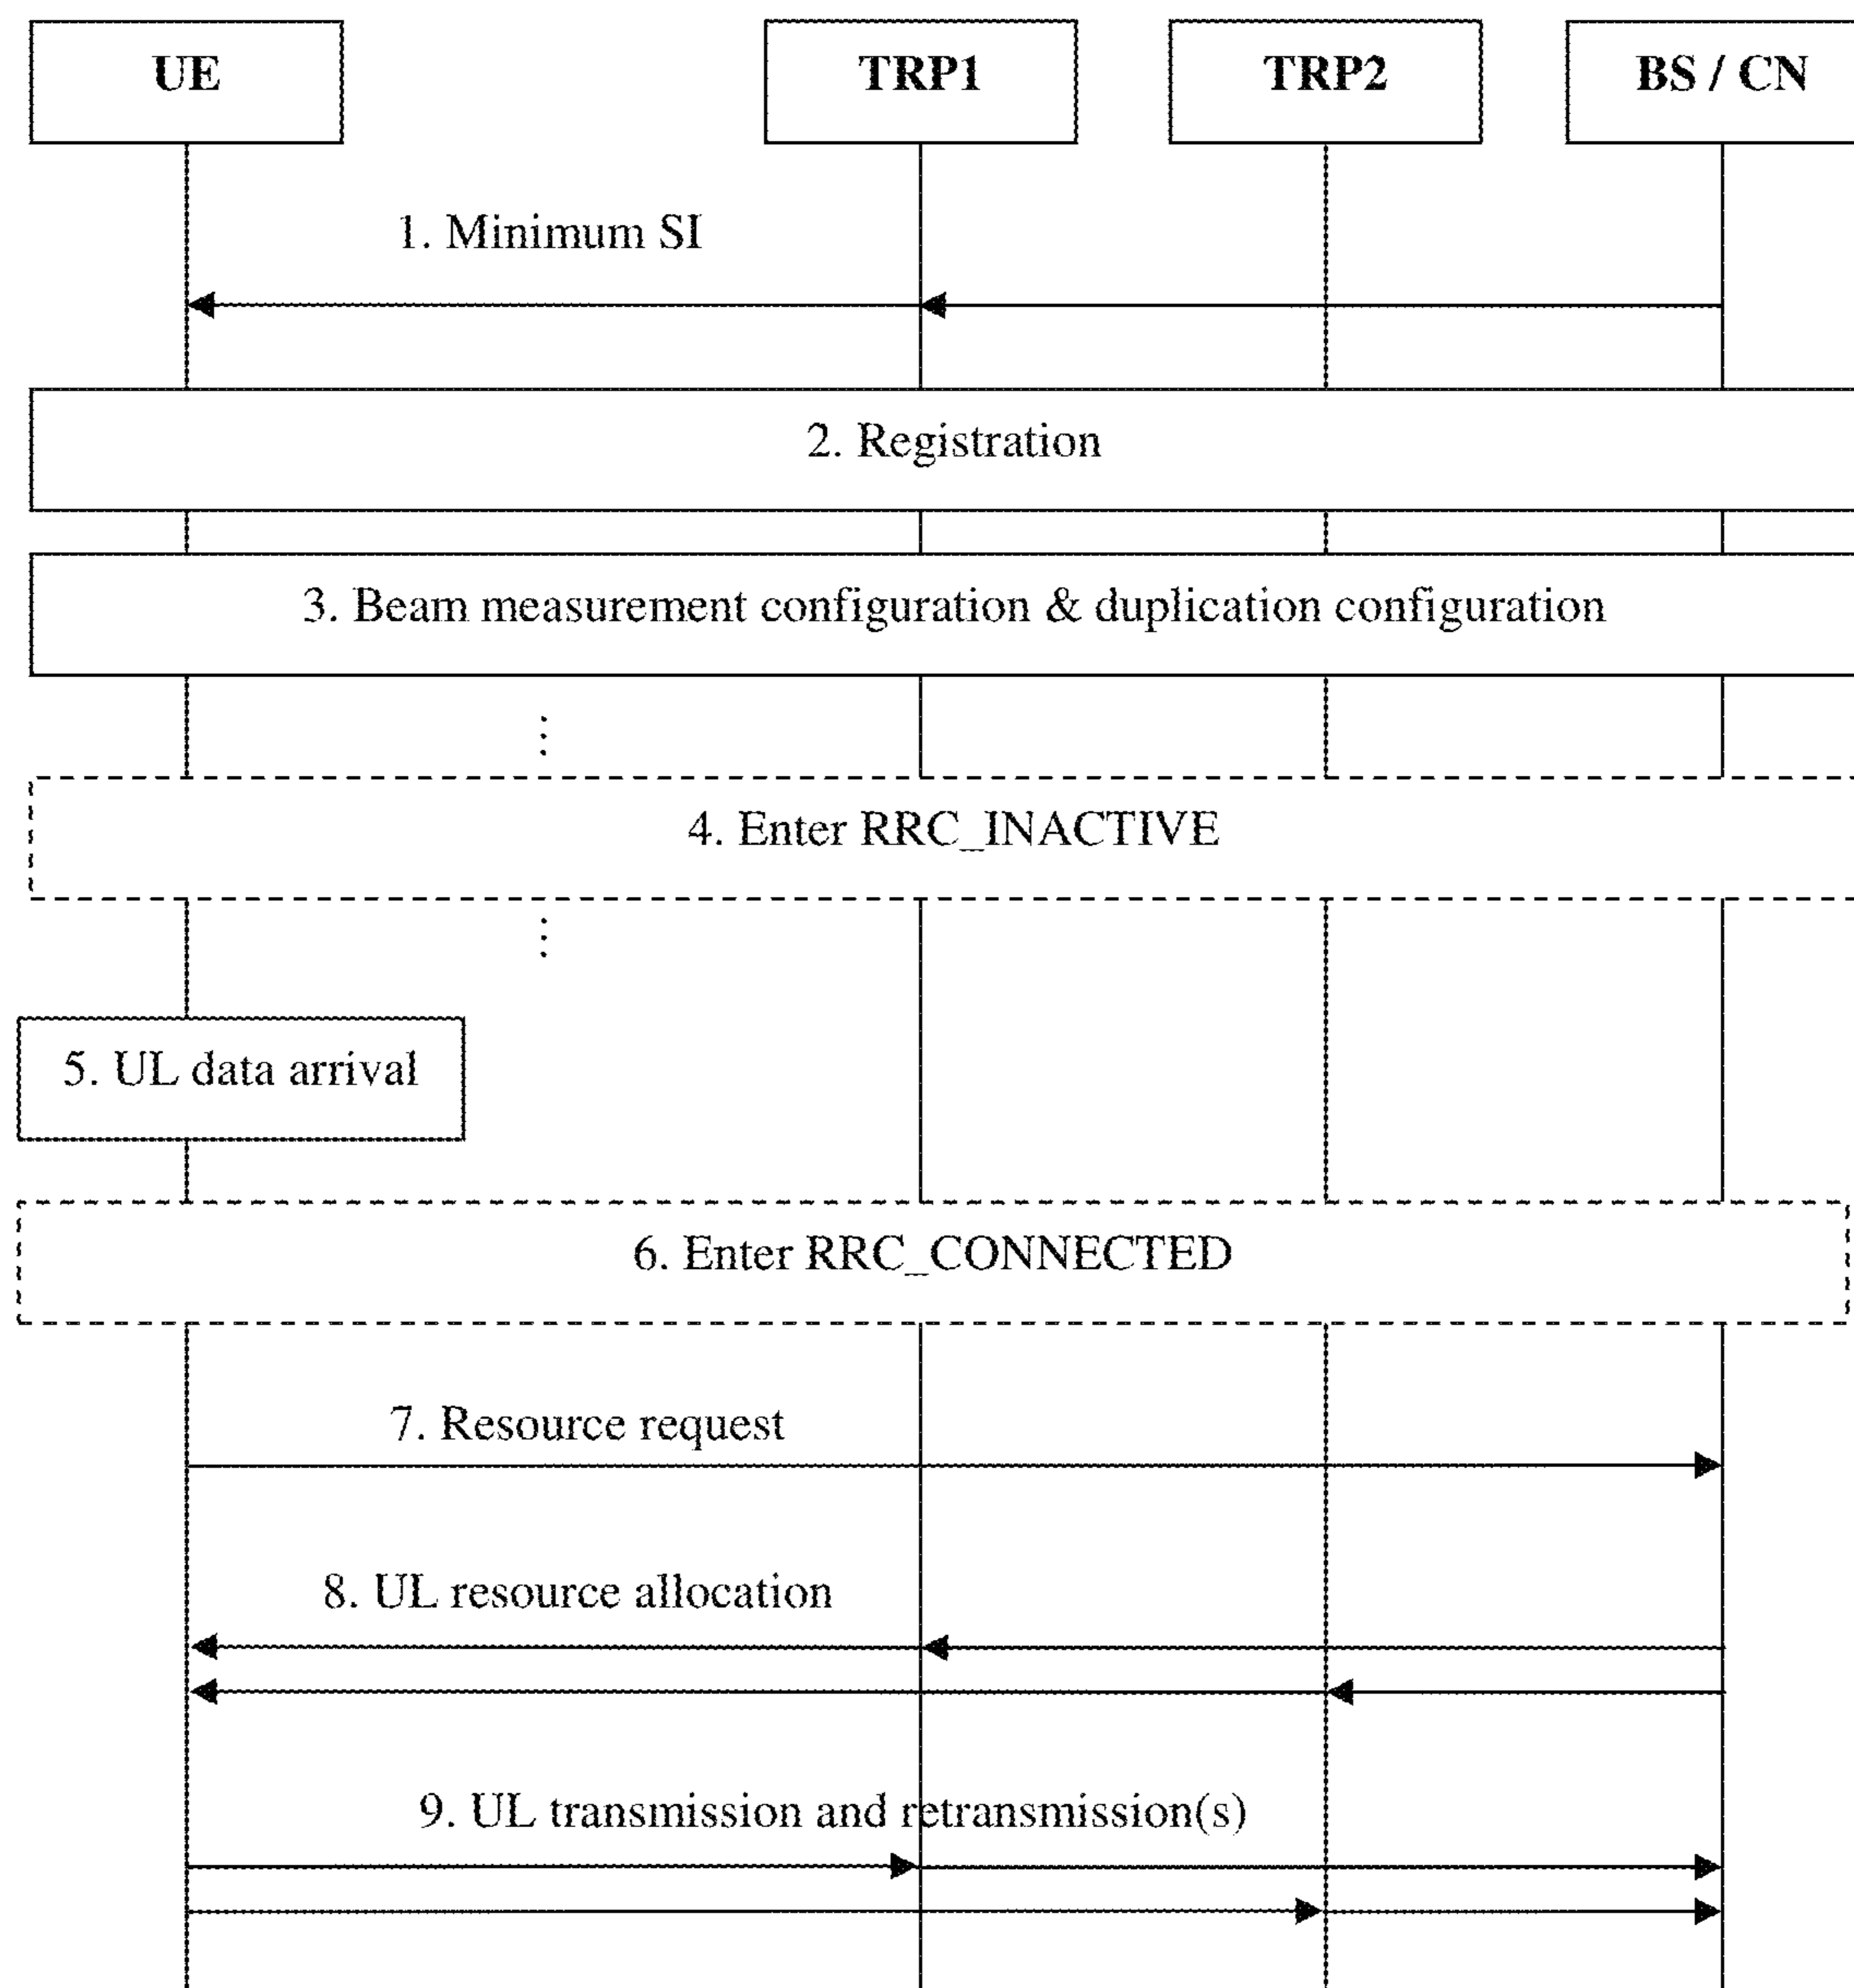 UE
TRP1
TRP2
BS / CN
1. Minimum SI
2. Registration
3. Beam measurement configuration & duplication configuration
4. Enter RRC_INACTIVE
5. UL data arrival
6. Enter RRC_CONNECTED
7. Resource request
8. UL resource allocation
9. UL transmission and retransmission(s)